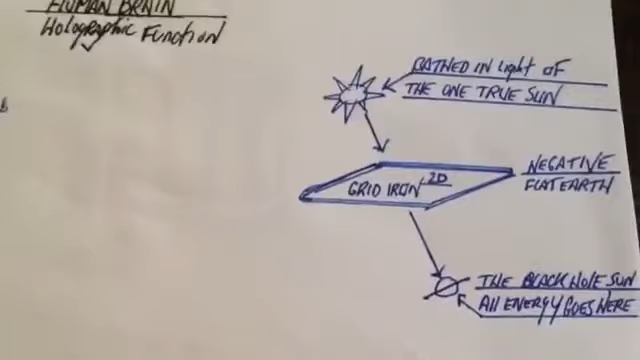 HUMAN BRAIN
Holographic Function
BATHED IN light OF
THE ONE TRUE SUN
GRID IRON 2D
NEGATIVE
FLAT EARTH
THE BLACK HOLE SUN
All ENERGY GOES HERE